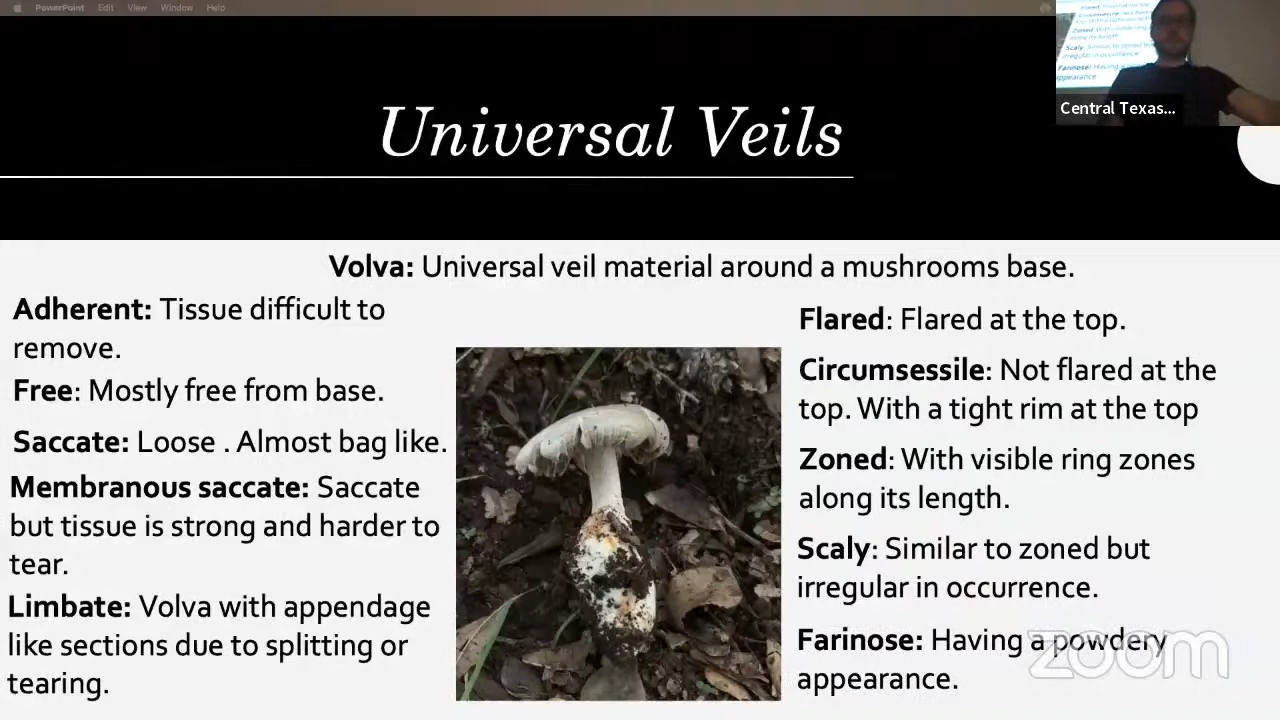 PowerPoint Edit View Window Help
Central Texas...
Universal Veils
Volva: Universal veil material around a mushrooms base.
Adherent: Tissue difficult to
remove.
Free: Mostly free from base.
Saccate: Loose . Almost bag like.
Membranous saccate: Saccate
but tissue is strong and harder to
tear.
Limbate: Volva with appendage
like sections due to splitting or
tearing.
Flared: Flared at the top.
Circumsessile: Not flared at the
top. With a tight rim at the top
Zoned: With visible ring zones
along its length.
Scaly: Similar to zoned but
irregular in occurrence.
Farinose: Having a powdery
appearance.
zoom